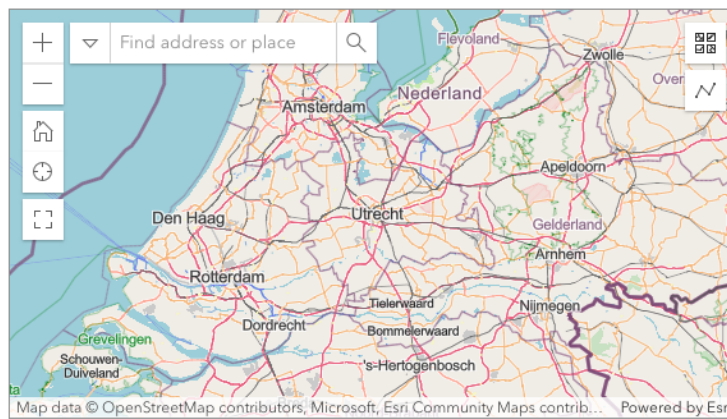 Find address or place
Flevoland
Zwolle
Nederland
Over
Amsterdam
Apeldoorn
Den Haag
Utrecht
Gelderland
Arnhem
Rotterdam
Tielerwaard
Nijmegen
Dordrecht
Bommelerwaard
Grevelingen
Schouwen-
Duiveland
's-Hertogenbosch
ta
Map data © OpenStreetMap contributors, Microsoft, Esri Community Maps contrib... Powered by Es